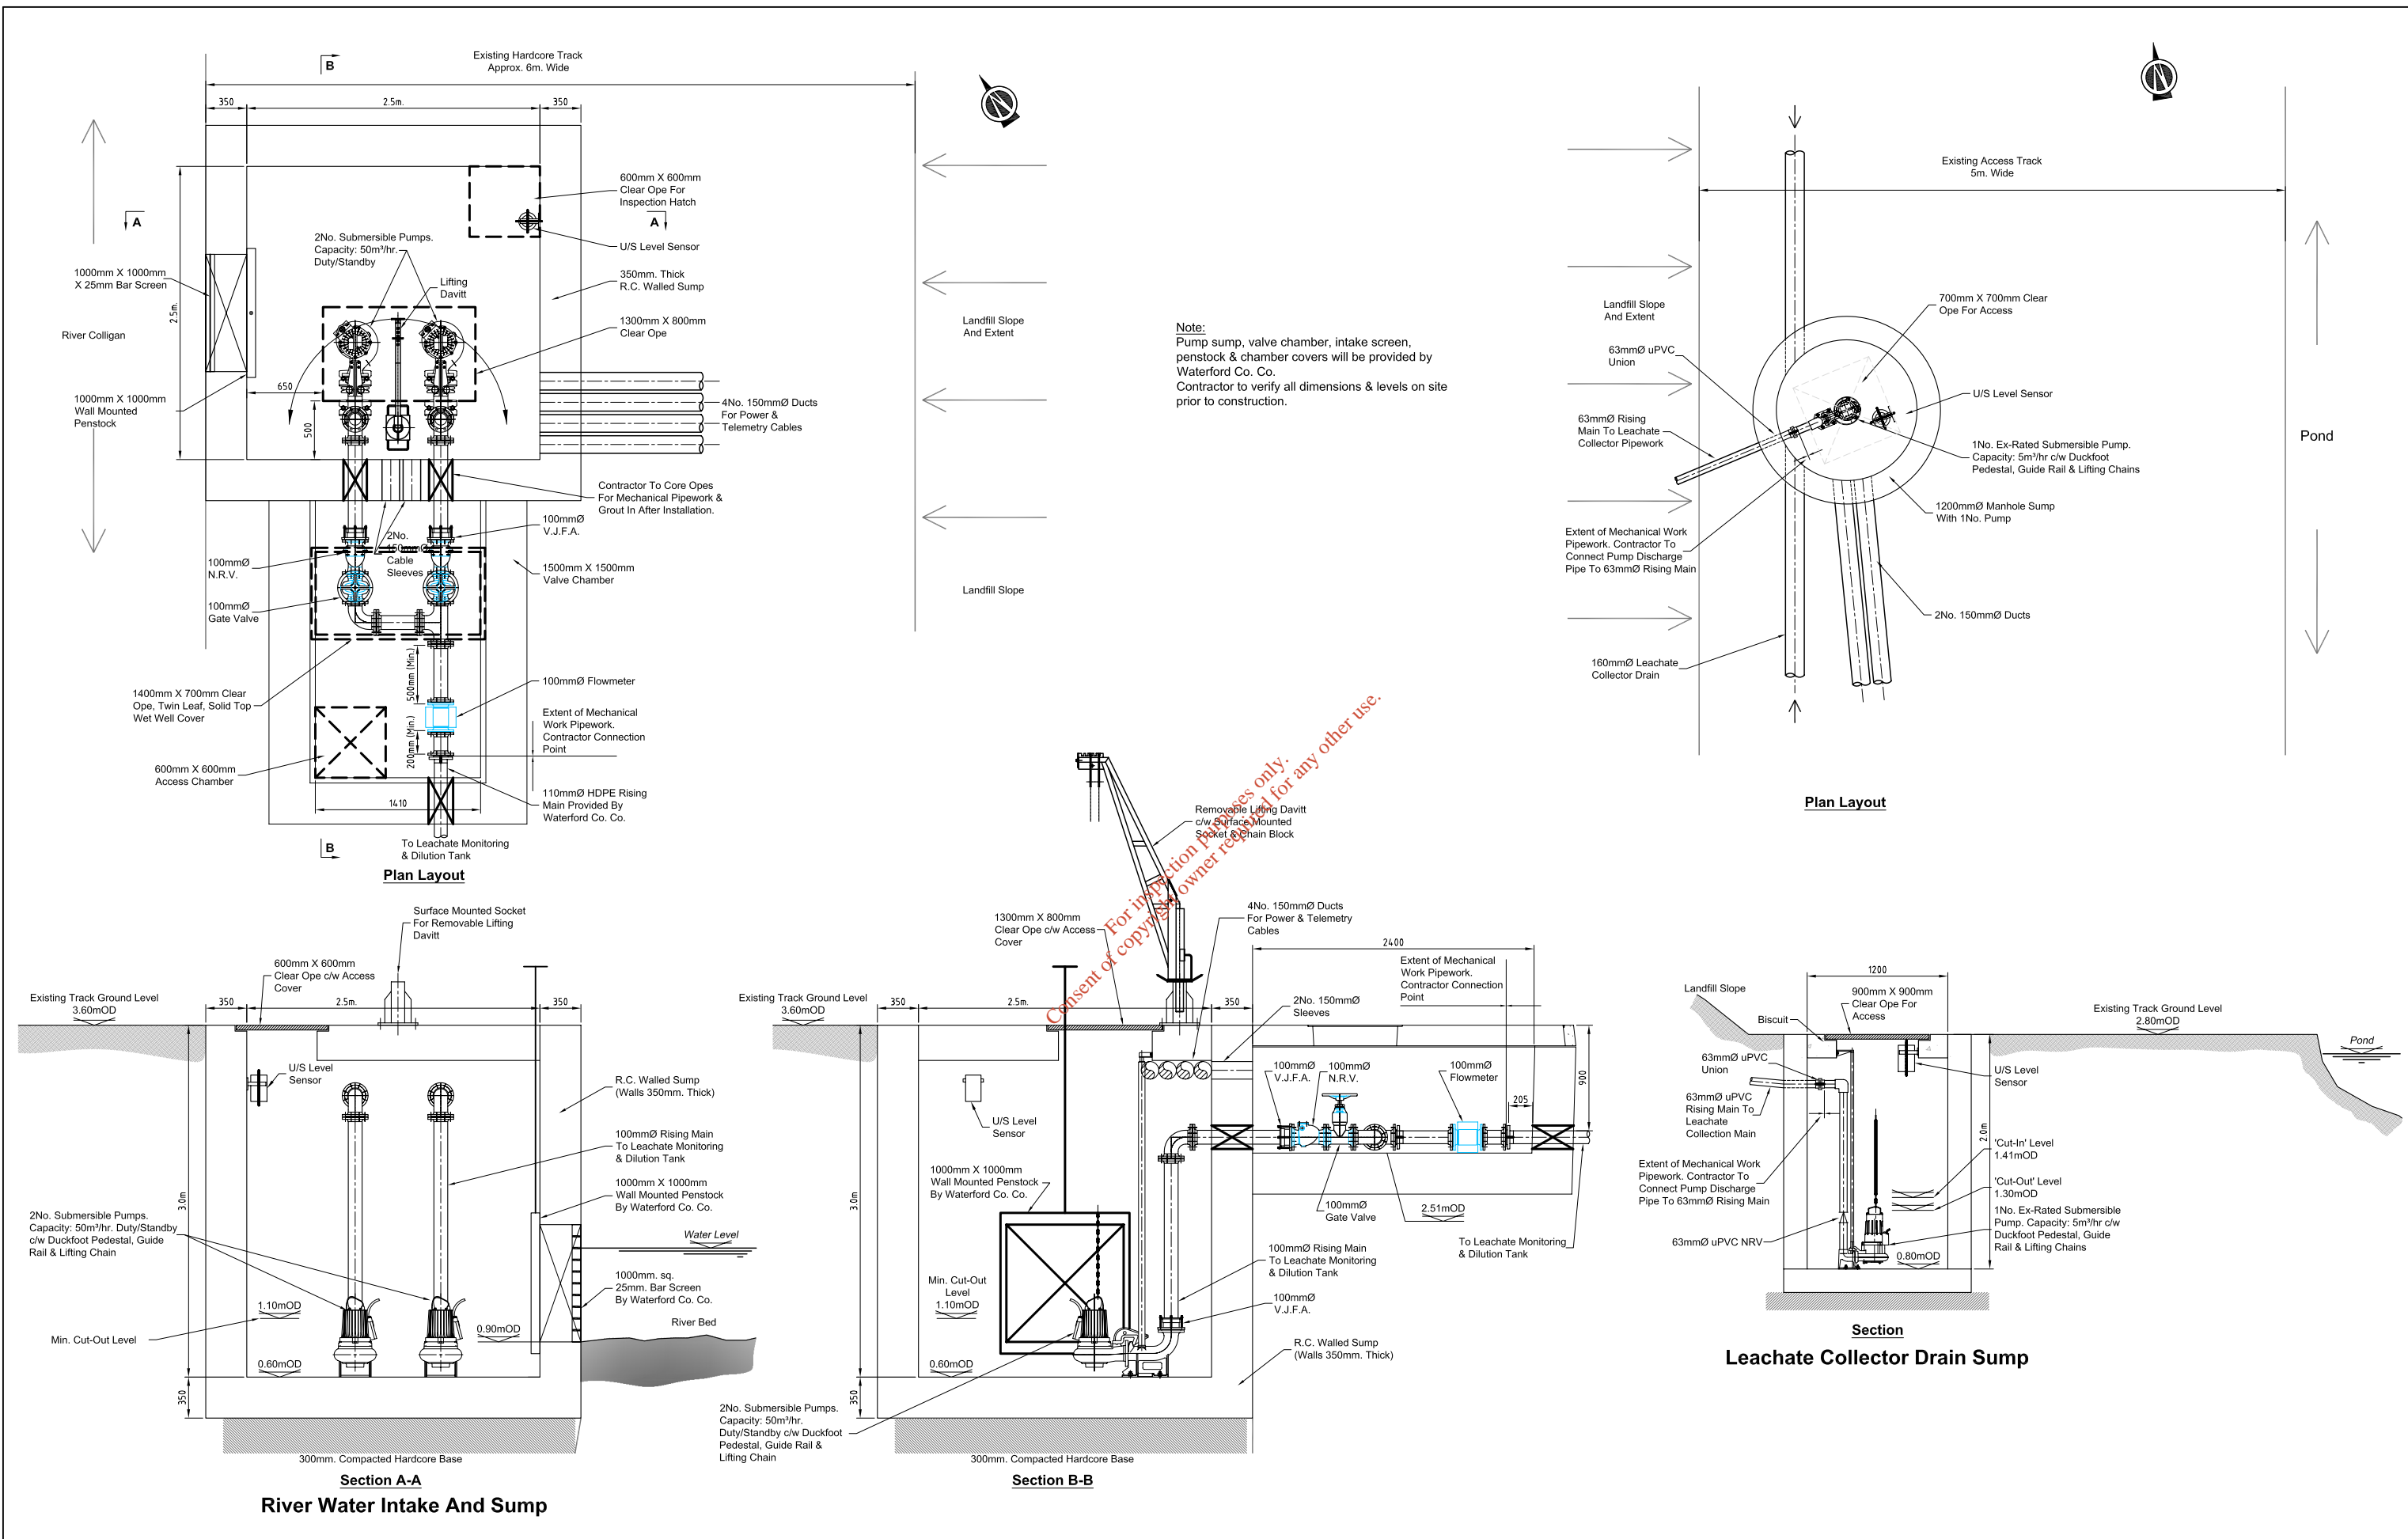 B
Existing Hardcore Track
Approx. 6m. Wide
350
2.5m.
350
N
A
A
600mm X 600mm
Clear Ope For
Inspection Hatch
U/S Level Sensor
2No. Submersible Pumps.
Capacity: 50m³/hr.
Duty/Standby
Lifting
Davitt
350mm. Thick
R.C. Walled Sump
1300mm X 800mm
Clear Ope
1000mm X 1000mm
X 25mm Bar Screen
2.5m.
River Colligan
Landfill Slope
And Extent
1000mm X 1000mm
Wall Mounted
Penstock
650
500
4No. 150mmØ Ducts
For Power &
Telemetry Cables
Contractor To Core Opes
For Mechanical Pipework &
Grout In After Installation.
100mmØ
V.J.F.A.
2No.
150mmØ
Cable
Sleeves
100mmØ
N.R.V.
1500mm X 1500mm
Valve Chamber
100mmØ
Gate Valve
Landfill Slope
1400mm X 700mm Clear
Ope, Twin Leaf, Solid Top
Wet Well Cover
500mm (Min.)
100mmØ Flowmeter
200mm (Min.)
Extent of Mechanical
Work Pipework.
Contractor Connection
Point
600mm X 600mm
Access Chamber
1410
110mmØ HDPE Rising
Main Provided By
Waterford Co. Co.
B
To Leachate Monitoring
& Dilution Tank
Plan Layout
Note:
Pump sump, valve chamber, intake screen,
penstock & chamber covers will be provided by
Waterford Co. Co.
Contractor to verify all dimensions & levels on site
prior to construction.
N
Existing Access Track
5m. Wide
Landfill Slope
And Extent
700mm X 700mm Clear
Ope For Access
63mmØ uPVC
Union
U/S Level Sensor
63mmØ Rising
Main To Leachate
Collector Pipework
Pond
1No. Ex-Rated Submersible Pump.
Capacity: 5m³/hr c/w Duckfoot
Pedestal, Guide Rail & Lifting Chains
1200mmØ Manhole Sump
With 1No. Pump
Extent of Mechanical Work
Pipework. Contractor To
Connect Pump Discharge
Pipe To 63mmØ Rising Main
2No. 150mmØ Ducts
160mmØ Leachate
Collector Drain
Plan Layout
For inspection purposes only.
Consent of copyright owner required for any other use.
Surface Mounted Socket
For Removable Lifting
Davitt
600mm X 600mm
Clear Ope c/w Access
Cover
Existing Track Ground Level
3.60mOD
350
2.5m.
350
U/S Level
Sensor
R.C. Walled Sump
(Walls 350mm. Thick)
100mmØ Rising Main
To Leachate Monitoring
& Dilution Tank
1000mm X 1000mm
Wall Mounted Penstock
By Waterford Co. Co.
3.0m
2No. Submersible Pumps.
Capacity: 50m³/hr. Duty/Standby
c/w Duckfoot Pedestal, Guide
Rail & Lifting Chain
Water Level
1000mm. sq.
25mm. Bar Screen
By Waterford Co. Co.
1.10mOD
Min. Cut-Out Level
0.90mOD
River Bed
0.60mOD
350
300mm. Compacted Hardcore Base
Section A-A
River Water Intake And Sump
Removable Lifting Davitt
c/w Surface Mounted
Socket & Chain Block
1300mm X 800mm
Clear Ope c/w Access
Cover
4No. 150mmØ Ducts
For Power & Telemetry
Cables
2400
Extent of Mechanical
Work Pipework.
Contractor Connection
Point
Existing Track Ground Level
3.60mOD
350
2.5m.
350
2No. 150mmØ
Sleeves
100mmØ
V.J.F.A.
100mmØ
N.R.V.
100mmØ
Flowmeter
900
205
U/S Level
Sensor
1000mm X 1000mm
Wall Mounted Penstock
By Waterford Co. Co.
3.0m
100mmØ
Gate Valve
2.51mOD
To Leachate Monitoring
& Dilution Tank
100mmØ Rising Main
To Leachate Monitoring
& Dilution Tank
Min. Cut-Out
Level
1.10mOD
100mmØ
V.J.F.A.
R.C. Walled Sump
(Walls 350mm. Thick)
0.60mOD
350
2No. Submersible Pumps.
Capacity: 50m³/hr.
Duty/Standby c/w Duckfoot
Pedestal, Guide Rail &
Lifting Chain
300mm. Compacted Hardcore Base
Section B-B
1200
Landfill Slope
900mm X 900mm
Clear Ope For
Access
Biscuit
Existing Track Ground Level
2.80mOD
Pond
63mmØ uPVC
Union
U/S Level
Sensor
63mmØ uPVC
Rising Main To
Leachate
Collection Main
2.0m
'Cut-In' Level
1.41mOD
Extent of Mechanical Work
Pipework. Contractor To
Connect Pump Discharge
Pipe To 63mmØ Rising Main
'Cut-Out' Level
1.30mOD
1No. Ex-Rated Submersible
Pump. Capacity: 5m³/hr c/w
Duckfoot Pedestal, Guide
Rail & Lifting Chains
63mmØ uPVC NRV
0.80mOD
Section
Leachate Collector Drain Sump